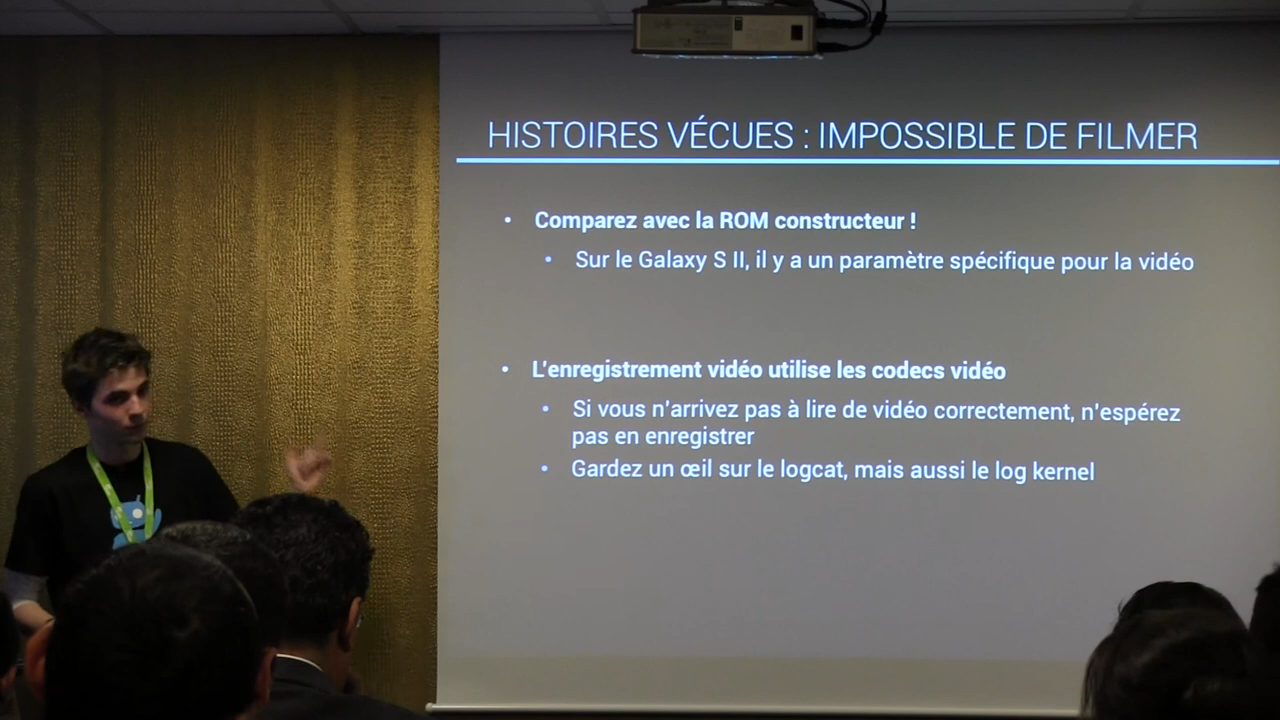 HISTOIRES VÉCUES : IMPOSSIBLE DE FILMER
• Comparez avec la ROM constructeur !
• Sur le Galaxy S II, il y a un paramètre spécifique pour la vidéo
• L'enregistrement vidéo utilise les codecs vidéo
• Si vous n'arrivez pas à lire de vidéo correctement, n'espérez
pas en enregistrer
• Gardez un œil sur le logcat, mais aussi le log kernel